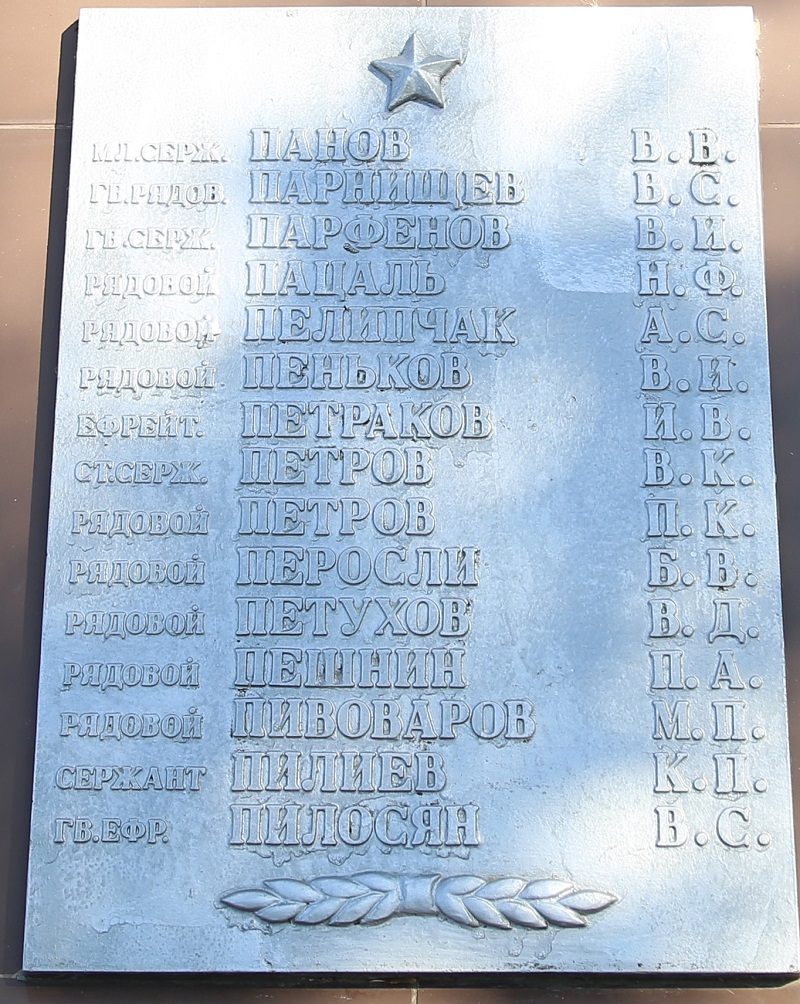 МЛ.СЕРЖ. ПАНОВ В.В.
ГВ.РЯДОВ. ПАРНИЩЕВ В.С.
ГВ.СЕРЖ. ПАРФЕНОВ В.И.
РЯДОВОЙ ПАЦАЛЬ Н.Ф.
РЯДОВОЙ ПЕЛИПЧАК А.С.
РЯДОВОЙ ПЕНЬКОВ В.И.
ЕФРЕЙТ. ПЕТРАКОВ И.В.
СТ.СЕРЖ. ПЕТРОВ В.К.
РЯДОВОЙ ПЕТРОВ П.К.
РЯДОВОЙ ПЕРОСЛИ Б.В.
РЯДОВОЙ ПЕТУХОВ В.Д.
РЯДОВОЙ ПЕШНИН П.А.
РЯДОВОЙ ПИВОВАРОВ М.П.
СЕРЖАНТ ПИЛИЕВ К.П.
ГВ.ЕФР. ПИЛОСЯН В.С.